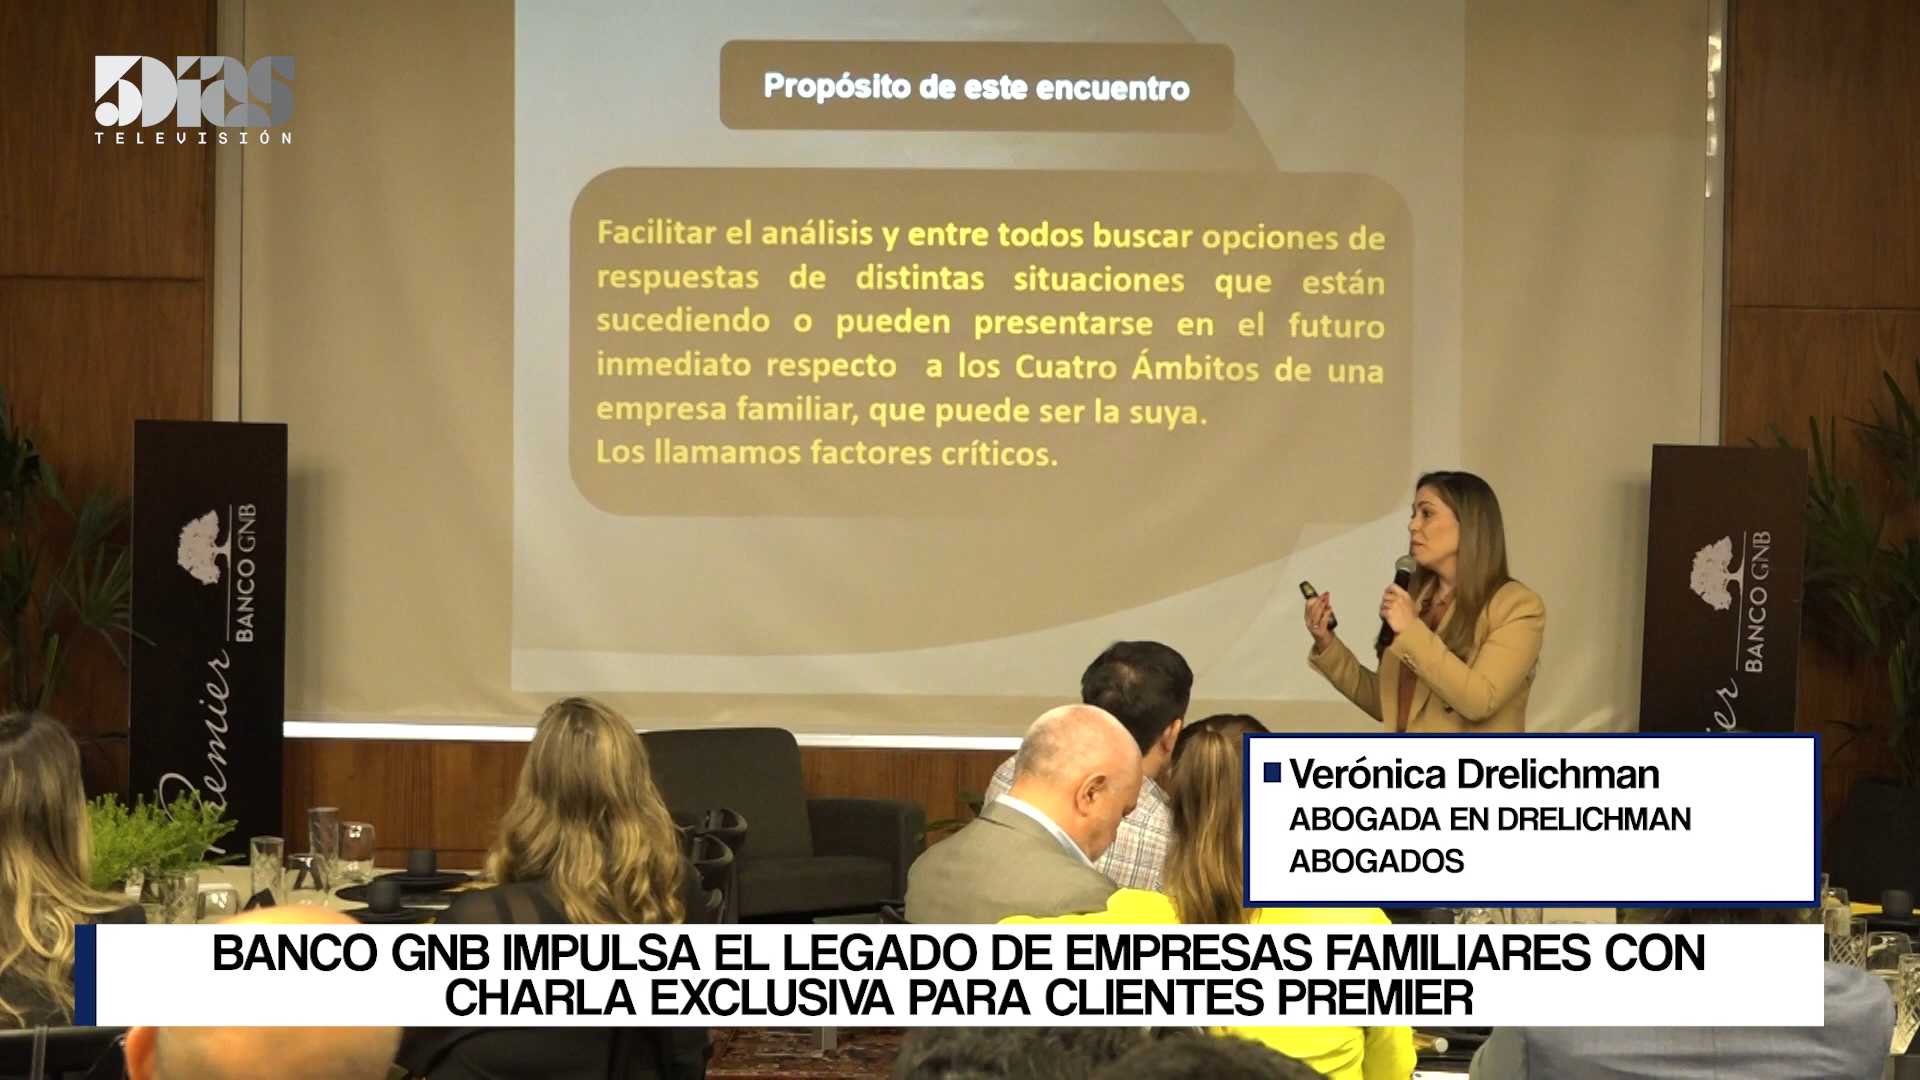 5Días
TELEVISIÓN
Propósito de este encuentro
Facilitar el análisis y entre todos buscar opciones de
respuestas de distintas situaciones que están
sucediendo o pueden presentarse en el futuro
inmediato respecto a los Cuatro Ámbitos de una
empresa familiar, que puede ser la suya.
Los llamamos factores críticos.
Premier
BANCO GNB
ier
BANCO GNB
Verónica Drelichman
ABOGADA EN DRELICHMAN
ABOGADOS
BANCO GNB IMPULSA EL LEGADO DE EMPRESAS FAMILIARES CON
CHARLA EXCLUSIVA PARA CLIENTES PREMIER